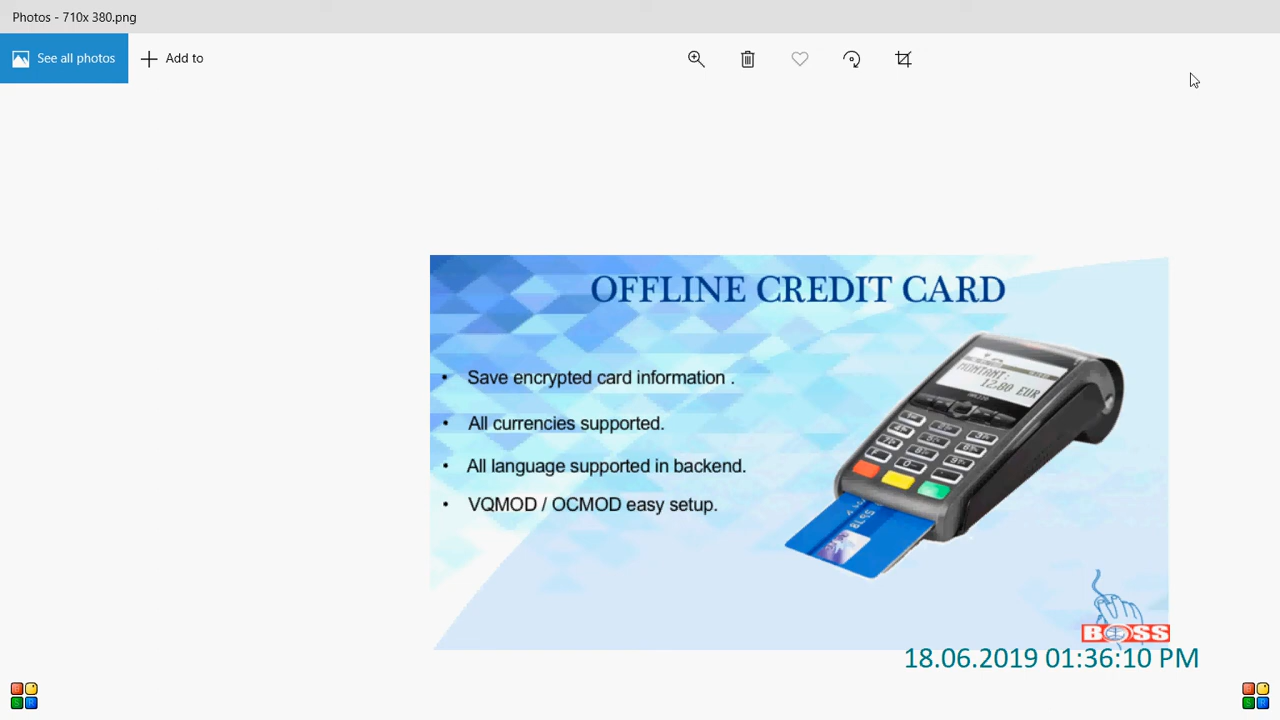 Photos - 710x 380.png
See all photos
Add to
OFFLINE CREDIT CARD
• Save encrypted card information .
• All currencies supported.
• All language supported in backend.
• VQMOD / OCMOD easy setup.
MONTANT:
12,80 EUR
BOSS
18.06.2019 01:36:10 PM